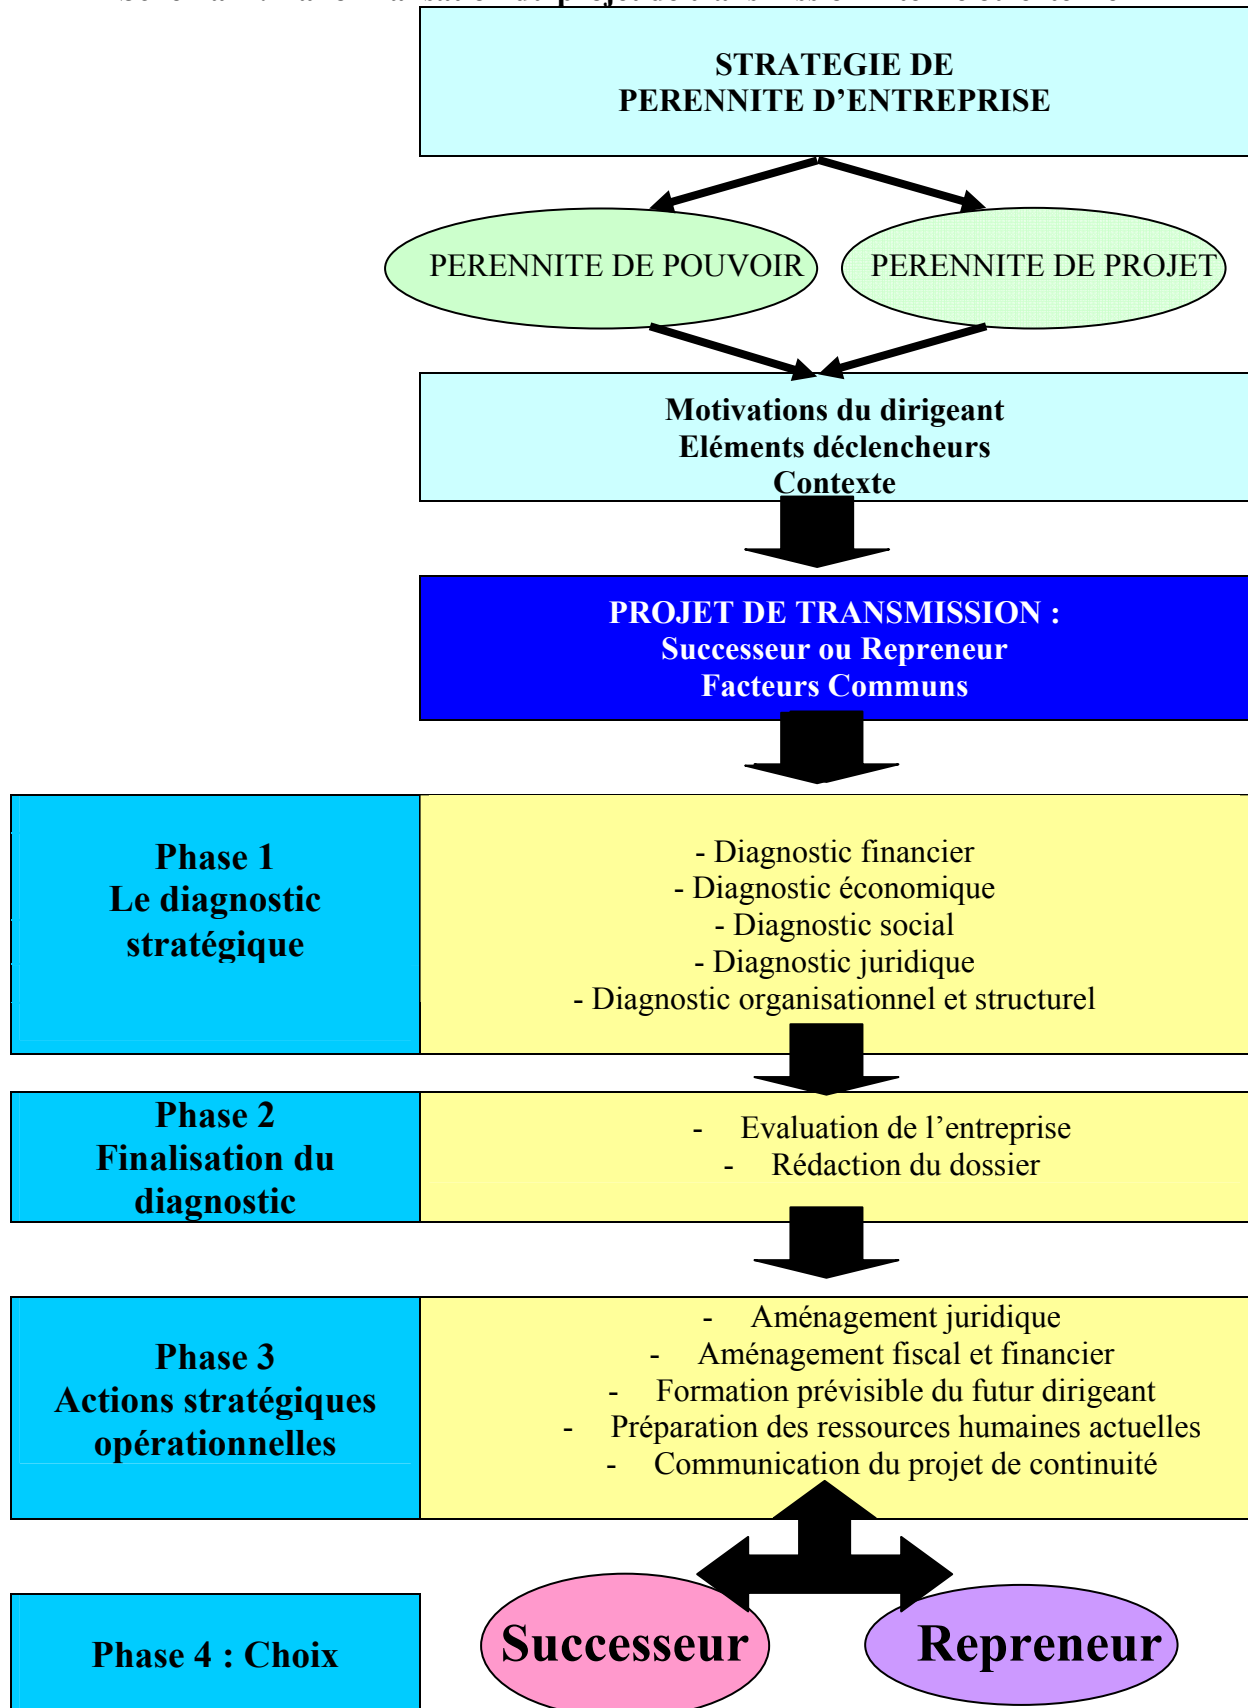 STRATEGIE DE
PERENNITE D’ENTREPRISE
PERENNITE DE POUVOIR
PERENNITE DE PROJET
Motivations du dirigeant
Eléments déclencheurs
Contexte
PROJET DE TRANSMISSION :
Successeur ou Repreneur
Facteurs Communs
Phase 1
Le diagnostic
stratégique
- Diagnostic financier
- Diagnostic économique
- Diagnostic social
- Diagnostic juridique
- Diagnostic organisationnel et structurel
Phase 2
Finalisation du
diagnostic
- Evaluation de l’entreprise
- Rédaction du dossier
Phase 3
Actions stratégiques
opérationnelles
- Aménagement juridique
- Aménagement fiscal et financier
- Formation prévisible du futur dirigeant
- Préparation des ressources humaines actuelles
- Communication du projet de continuité
Phase 4 : Choix
Successeur
Repreneur